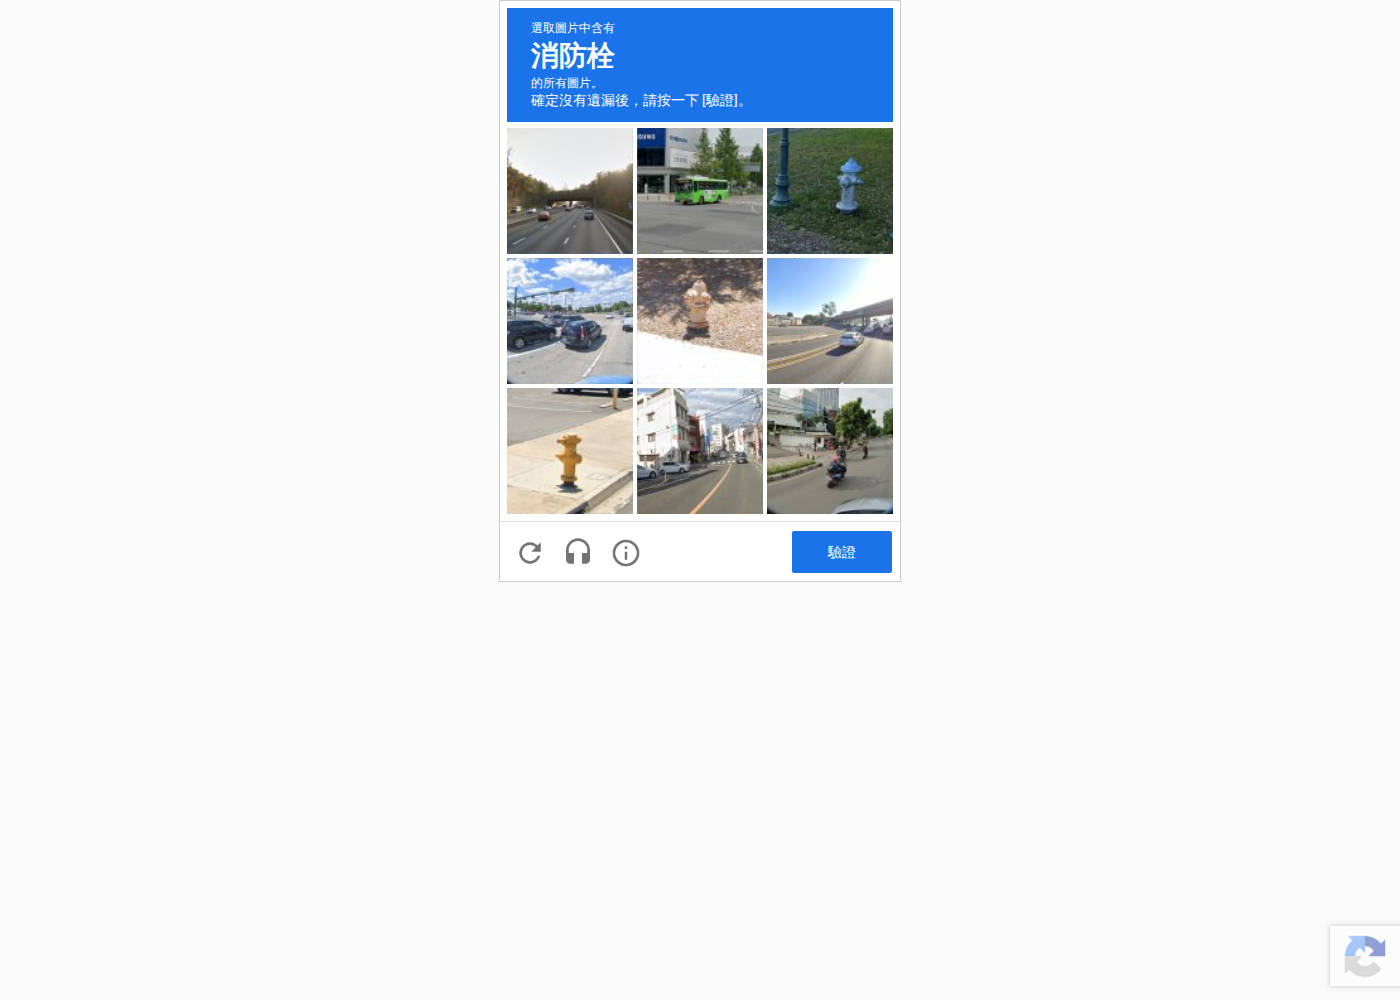 選取圖片中含有
消防栓
的所有圖片。
確定沒有遺漏後，請按一下 [驗證]。
驗證